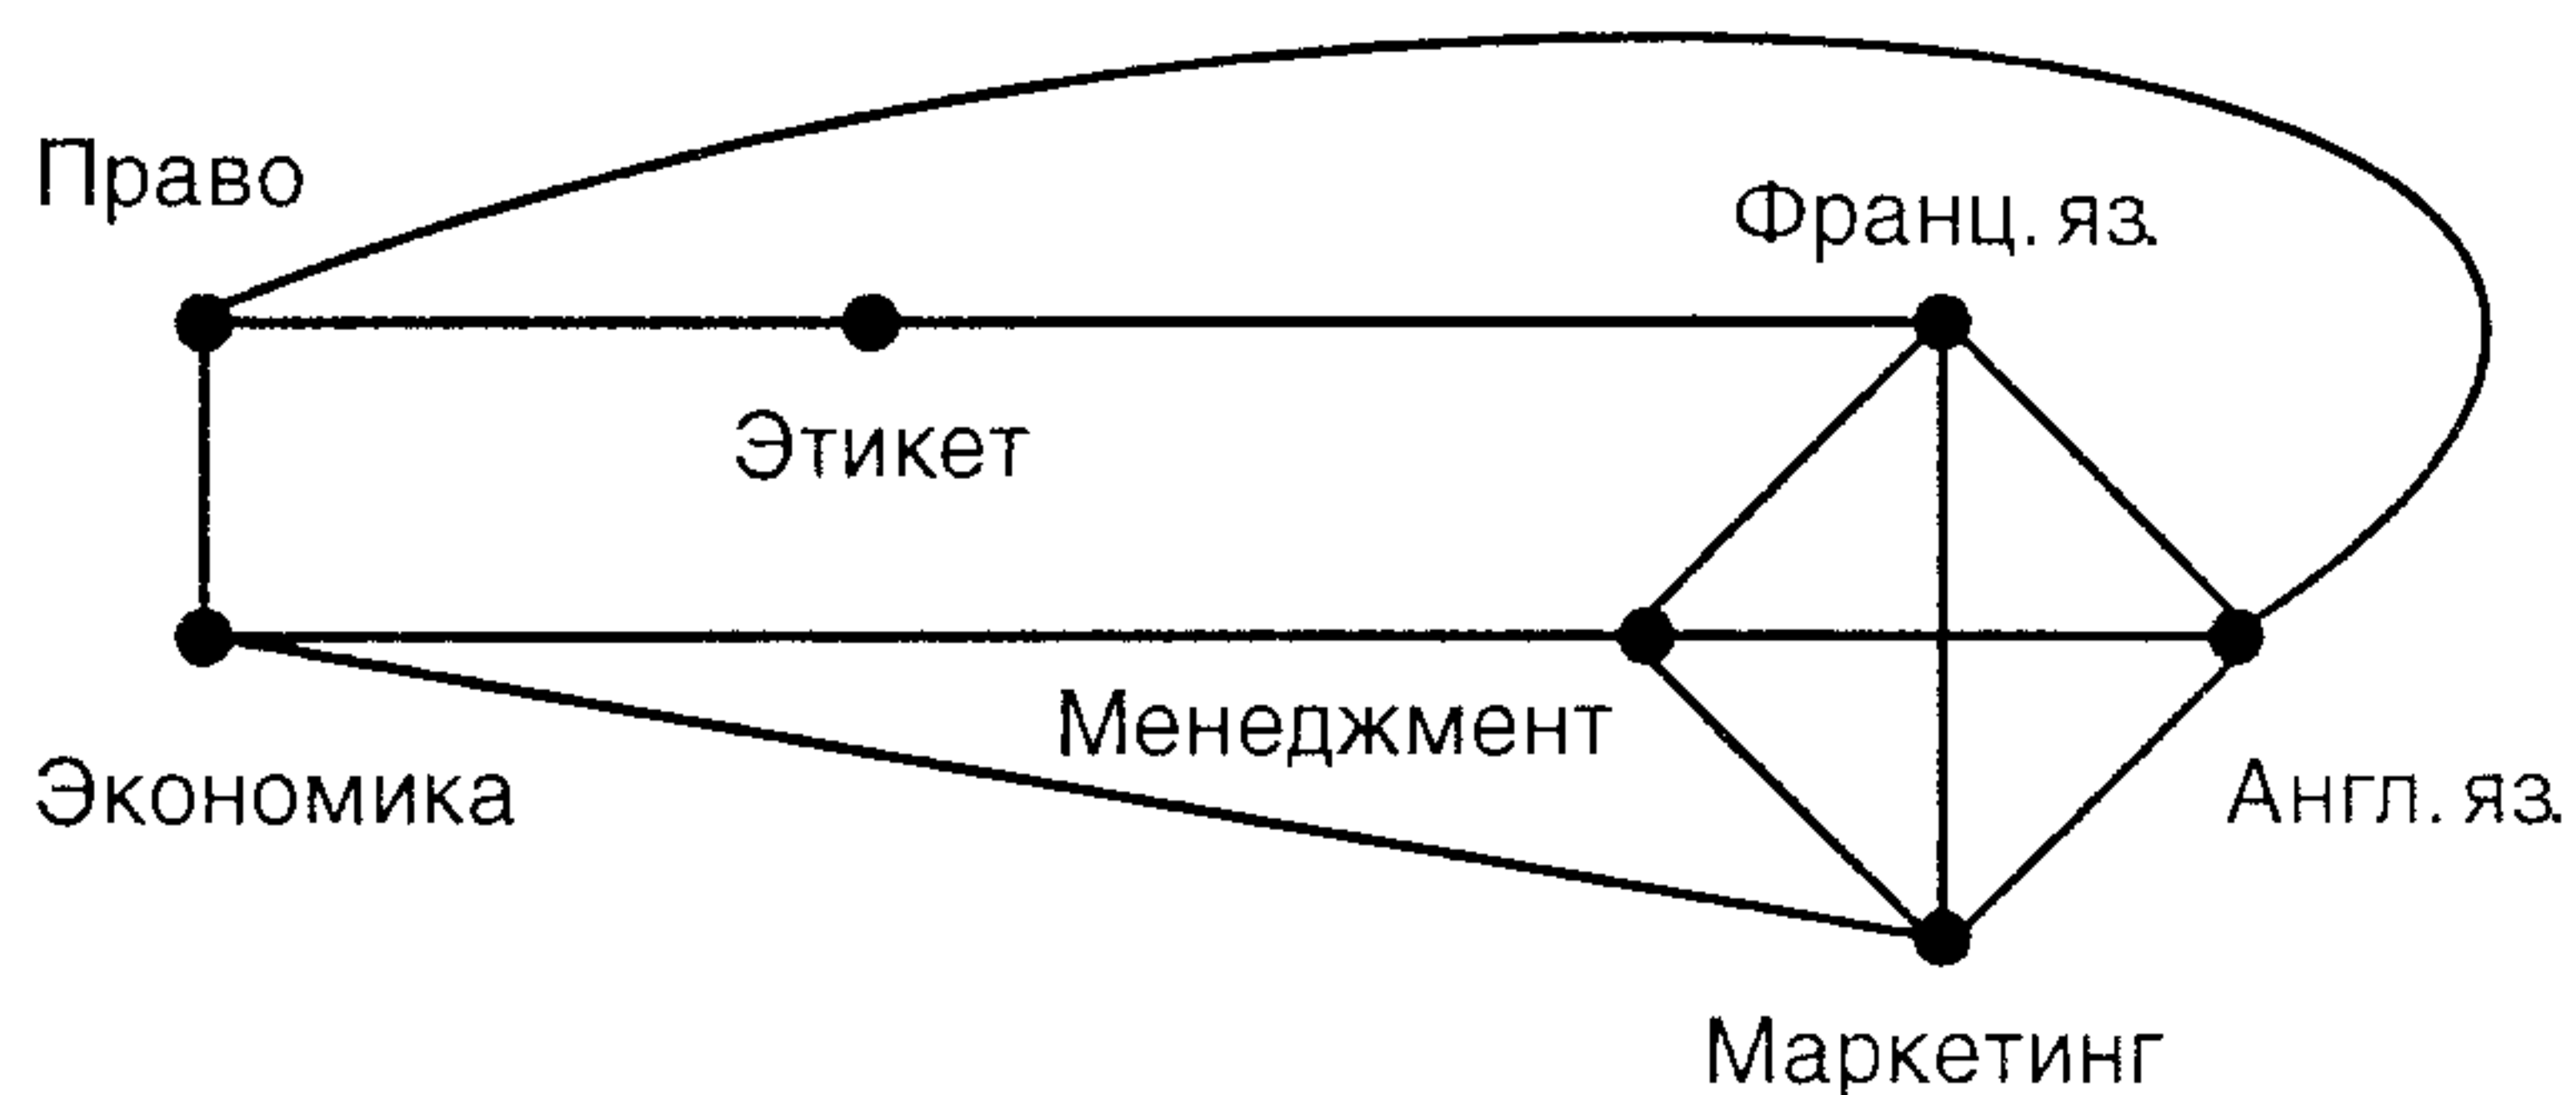 Право
Франц. яз.
Этикет
Менеджмент
Экономика
Англ. яз.
Маркетинг